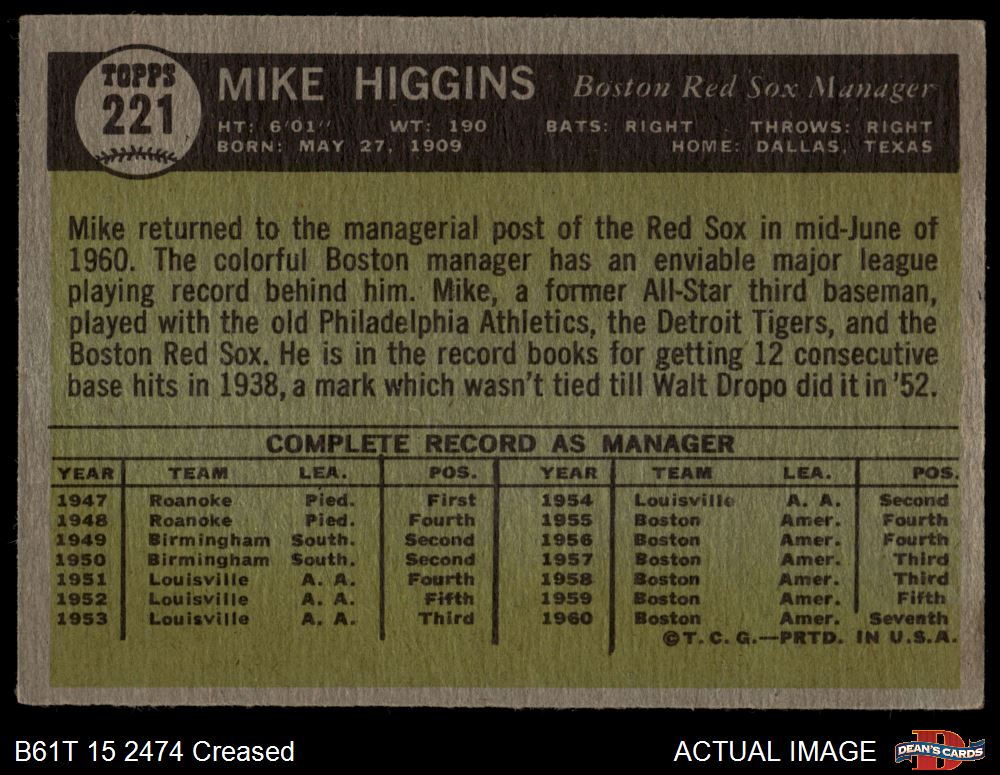 TOPPS
221
MIKE HIGGINS Boston Red Sox Manager
HT: 6'01" WT: 190 BATS: RIGHT THROWS: RIGHT
BORN: MAY 27, 1909 HOME: DALLAS, TEXAS
Mike returned to the managerial post of the Red Sox in mid-June of
1960. The colorful Boston manager has an enviable major league
playing record behind him. Mike, a former All-Star third baseman,
played with the old Philadelphia Athletics, the Detroit Tigers, and the
Boston Red Sox. He is in the record books for getting 12 consecutive
base hits in 1938, a mark which wasn't tied till Walt Dropo did it in '52.
COMPLETE RECORD AS MANAGER
YEAR TEAM LEA. POS. YEAR TEAM LEA. POS.
1947 Roanoke Pied. First 1954 Louisville A. A. Second
1948 Roanoke Pied. Fourth 1955 Boston Amer. Fourth
1949 Birmingham South. Second 1956 Boston Amer. Fourth
1950 Birmingham South. Second 1957 Boston Amer. Third
1951 Louisville A. A. Fourth 1958 Boston Amer. Third
1952 Louisville A. A. Fifth 1959 Boston Amer. Fifth
1953 Louisville A. A. Third 1960 Boston Amer. Seventh
©T. C. G.—PRTD. IN U.S.A.
B61T 15 2474 Creased ACTUAL IMAGE DEAN'S CARDS